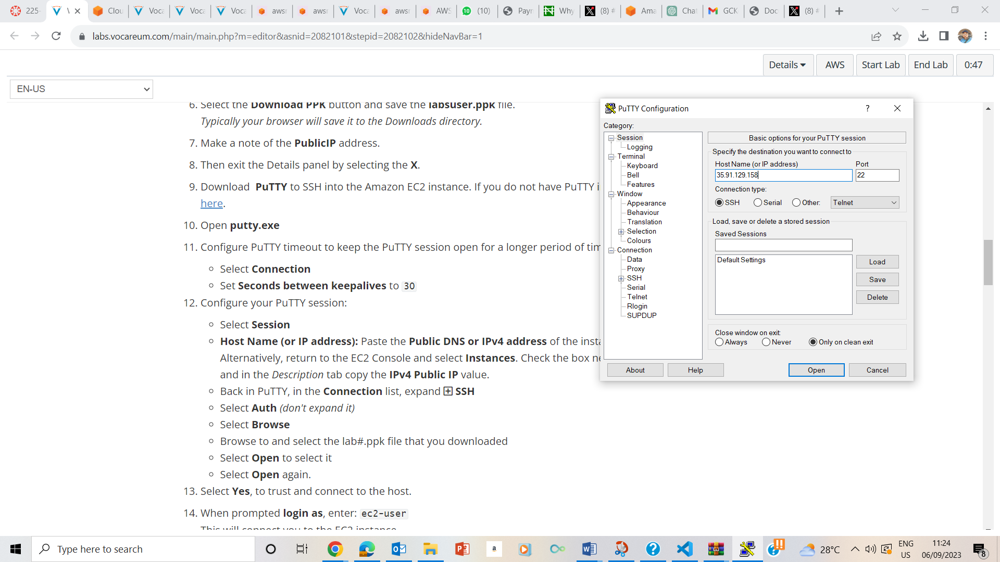 225-
V
Clou
Voca
Voca
Voca
awsr
awsr
Voca
awsr
AWS
10 (10)
Payn
Why
(8) #
Ama
Chat
GCK
Doc
(8) #
labs.vocareum.com/main/main.php?m=editor&asnid=2082101&stepid=2082102&hideNavBar=1
Details
AWS
Start Lab
End Lab
0:47
EN-US
6. Select the Download PPK button and save the labsuser.ppk file.
Typically your browser will save it to the Downloads directory.
7. Make a note of the PublicIP address.
8. Then exit the Details panel by selecting the X.
9. Download PuTTY to SSH into the Amazon EC2 instance. If you do not have PuTTY i
here.
10. Open putty.exe
11. Configure PuTTY timeout to keep the PuTTY session open for a longer period of tim
Select Connection
Set Seconds between keepalives to 30
12. Configure your PuTTY session:
Select Session
Host Name (or IP address): Paste the Public DNS or IPv4 address of the insta
Alternatively, return to the EC2 Console and select Instances. Check the box ne
and in the Description tab copy the IPv4 Public IP value.
Back in PuTTY, in the Connection list, expand SSH
Select Auth (don't expand it)
Select Browse
Browse to and select the lab#.ppk file that you downloaded
Select Open to select it
Select Open again.
13. Select Yes, to trust and connect to the host.
14. When prompted login as, enter: ec2-user
This will connect you to the EC2 instance.
PuTTY Configuration
?
Category:
Session
Logging
Terminal
Keyboard
Bell
Features
Window
Appearance
Behaviour
Translation
Selection
Colours
Connection
Data
Proxy
SSH
Serial
Telnet
Rlogin
SUPDUP
Basic options for your PuTTY session
Specify the destination you want to connect to
Host Name (or IP address)
Port
35.91.129.158
22
Connection type:
SSH
Serial
Other:
Telnet
Load, save or delete a stored session
Saved Sessions
Default Settings
Load
Save
Delete
Close window on exit:
Always
Never
Only on clean exit
About
Help
Open
Cancel
Type here to search
28°C
ENG
US
11:24
06/09/2023
8